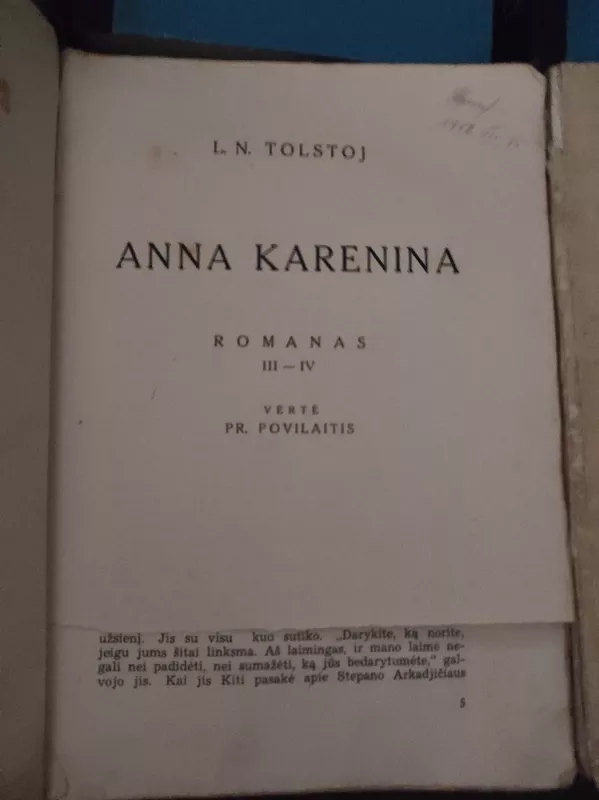 L. N. TOLSTOJ
ANNA KARENINA
ROMANAS
III — IV
VERTĖ
PR. POVILAITIS
užsienį. Jis su visu kuo sutiko. „Darykite, ką norite,
jeigu jums šitai linksma. Aš laimingas, ir mano laimė ne-
gali nei padidėti, nei sumažėti, ką jūs bedarytumėte,“ gal-
vojo jis. Kai jis Kiti pasakė apie Stepano Arkadjičiaus
5